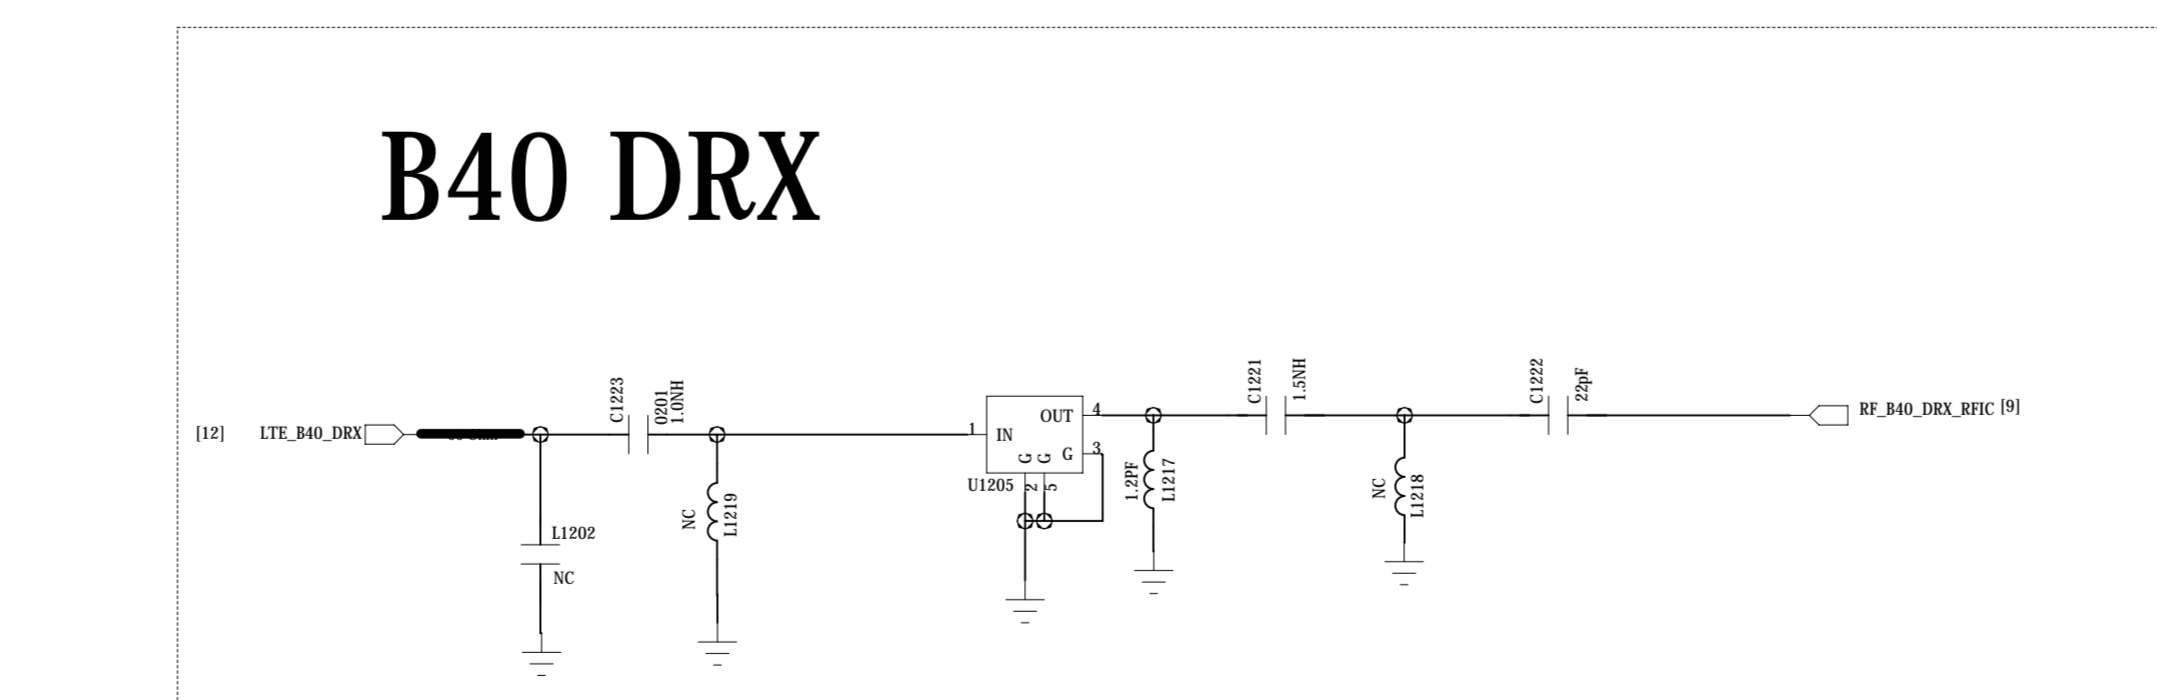 B40 DRX
[12]
LTE_B40_DRX
C1223
0201
1.0NH
L1202
NC
NC
L1219
1
IN
OUT
4
G
G
G
3
U1205
2
5
1.2PF
L1217
C1221
1.5NH
NC
L1218
C1222
22pF
RF_B40_DRX_RFIC
[9]